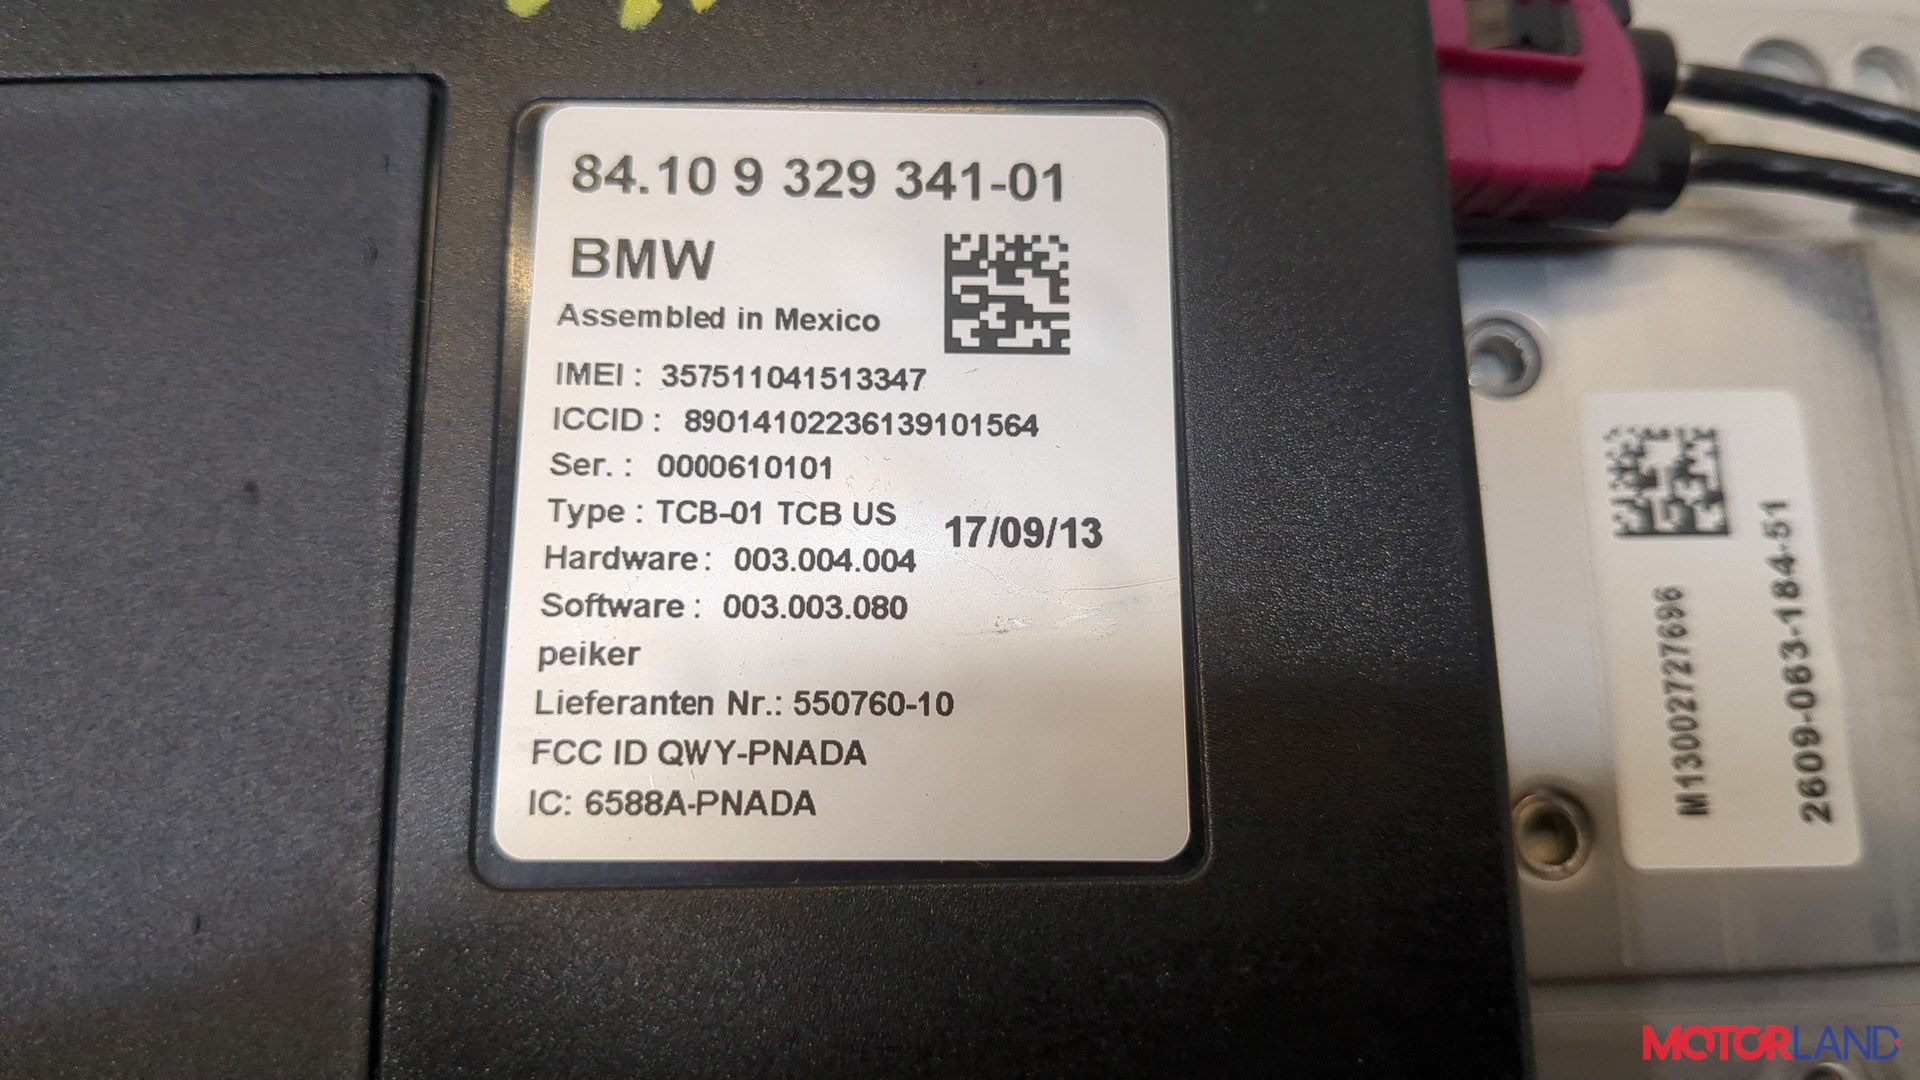 84.10 9 329 341-01
BMW
Assembled in Mexico
IMEI : 357511041513347
ICCID : 89014102236139101564
Ser. : 0000610101
Type : TCB-01 TCB US
17/09/13
Hardware : 003.004.004
Software : 003.003.080
peiker
Lieferanten Nr.: 550760-10
FCC ID QWY-PNADA
IC: 6588A-PNADA
M13002727696
2609-063-184-51
MOTORLAND